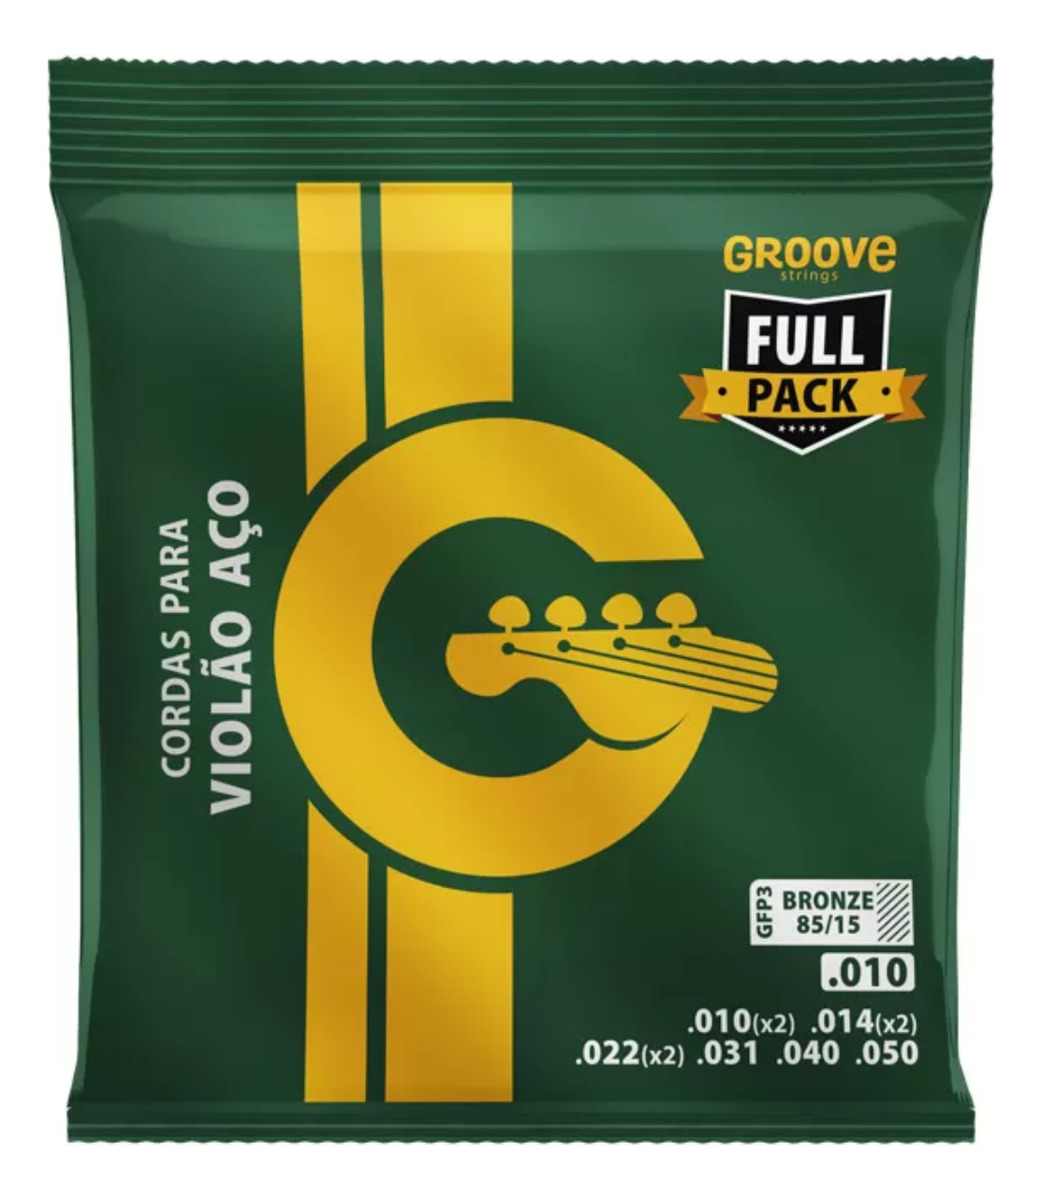 GROOVE
strings
FULL
PACK
CORDAS PARA
VIOLÃO AÇO
GFP3
BRONZE
85/15
.010
.010(x2) .014(x2)
.022(x2) .031 .040 .050